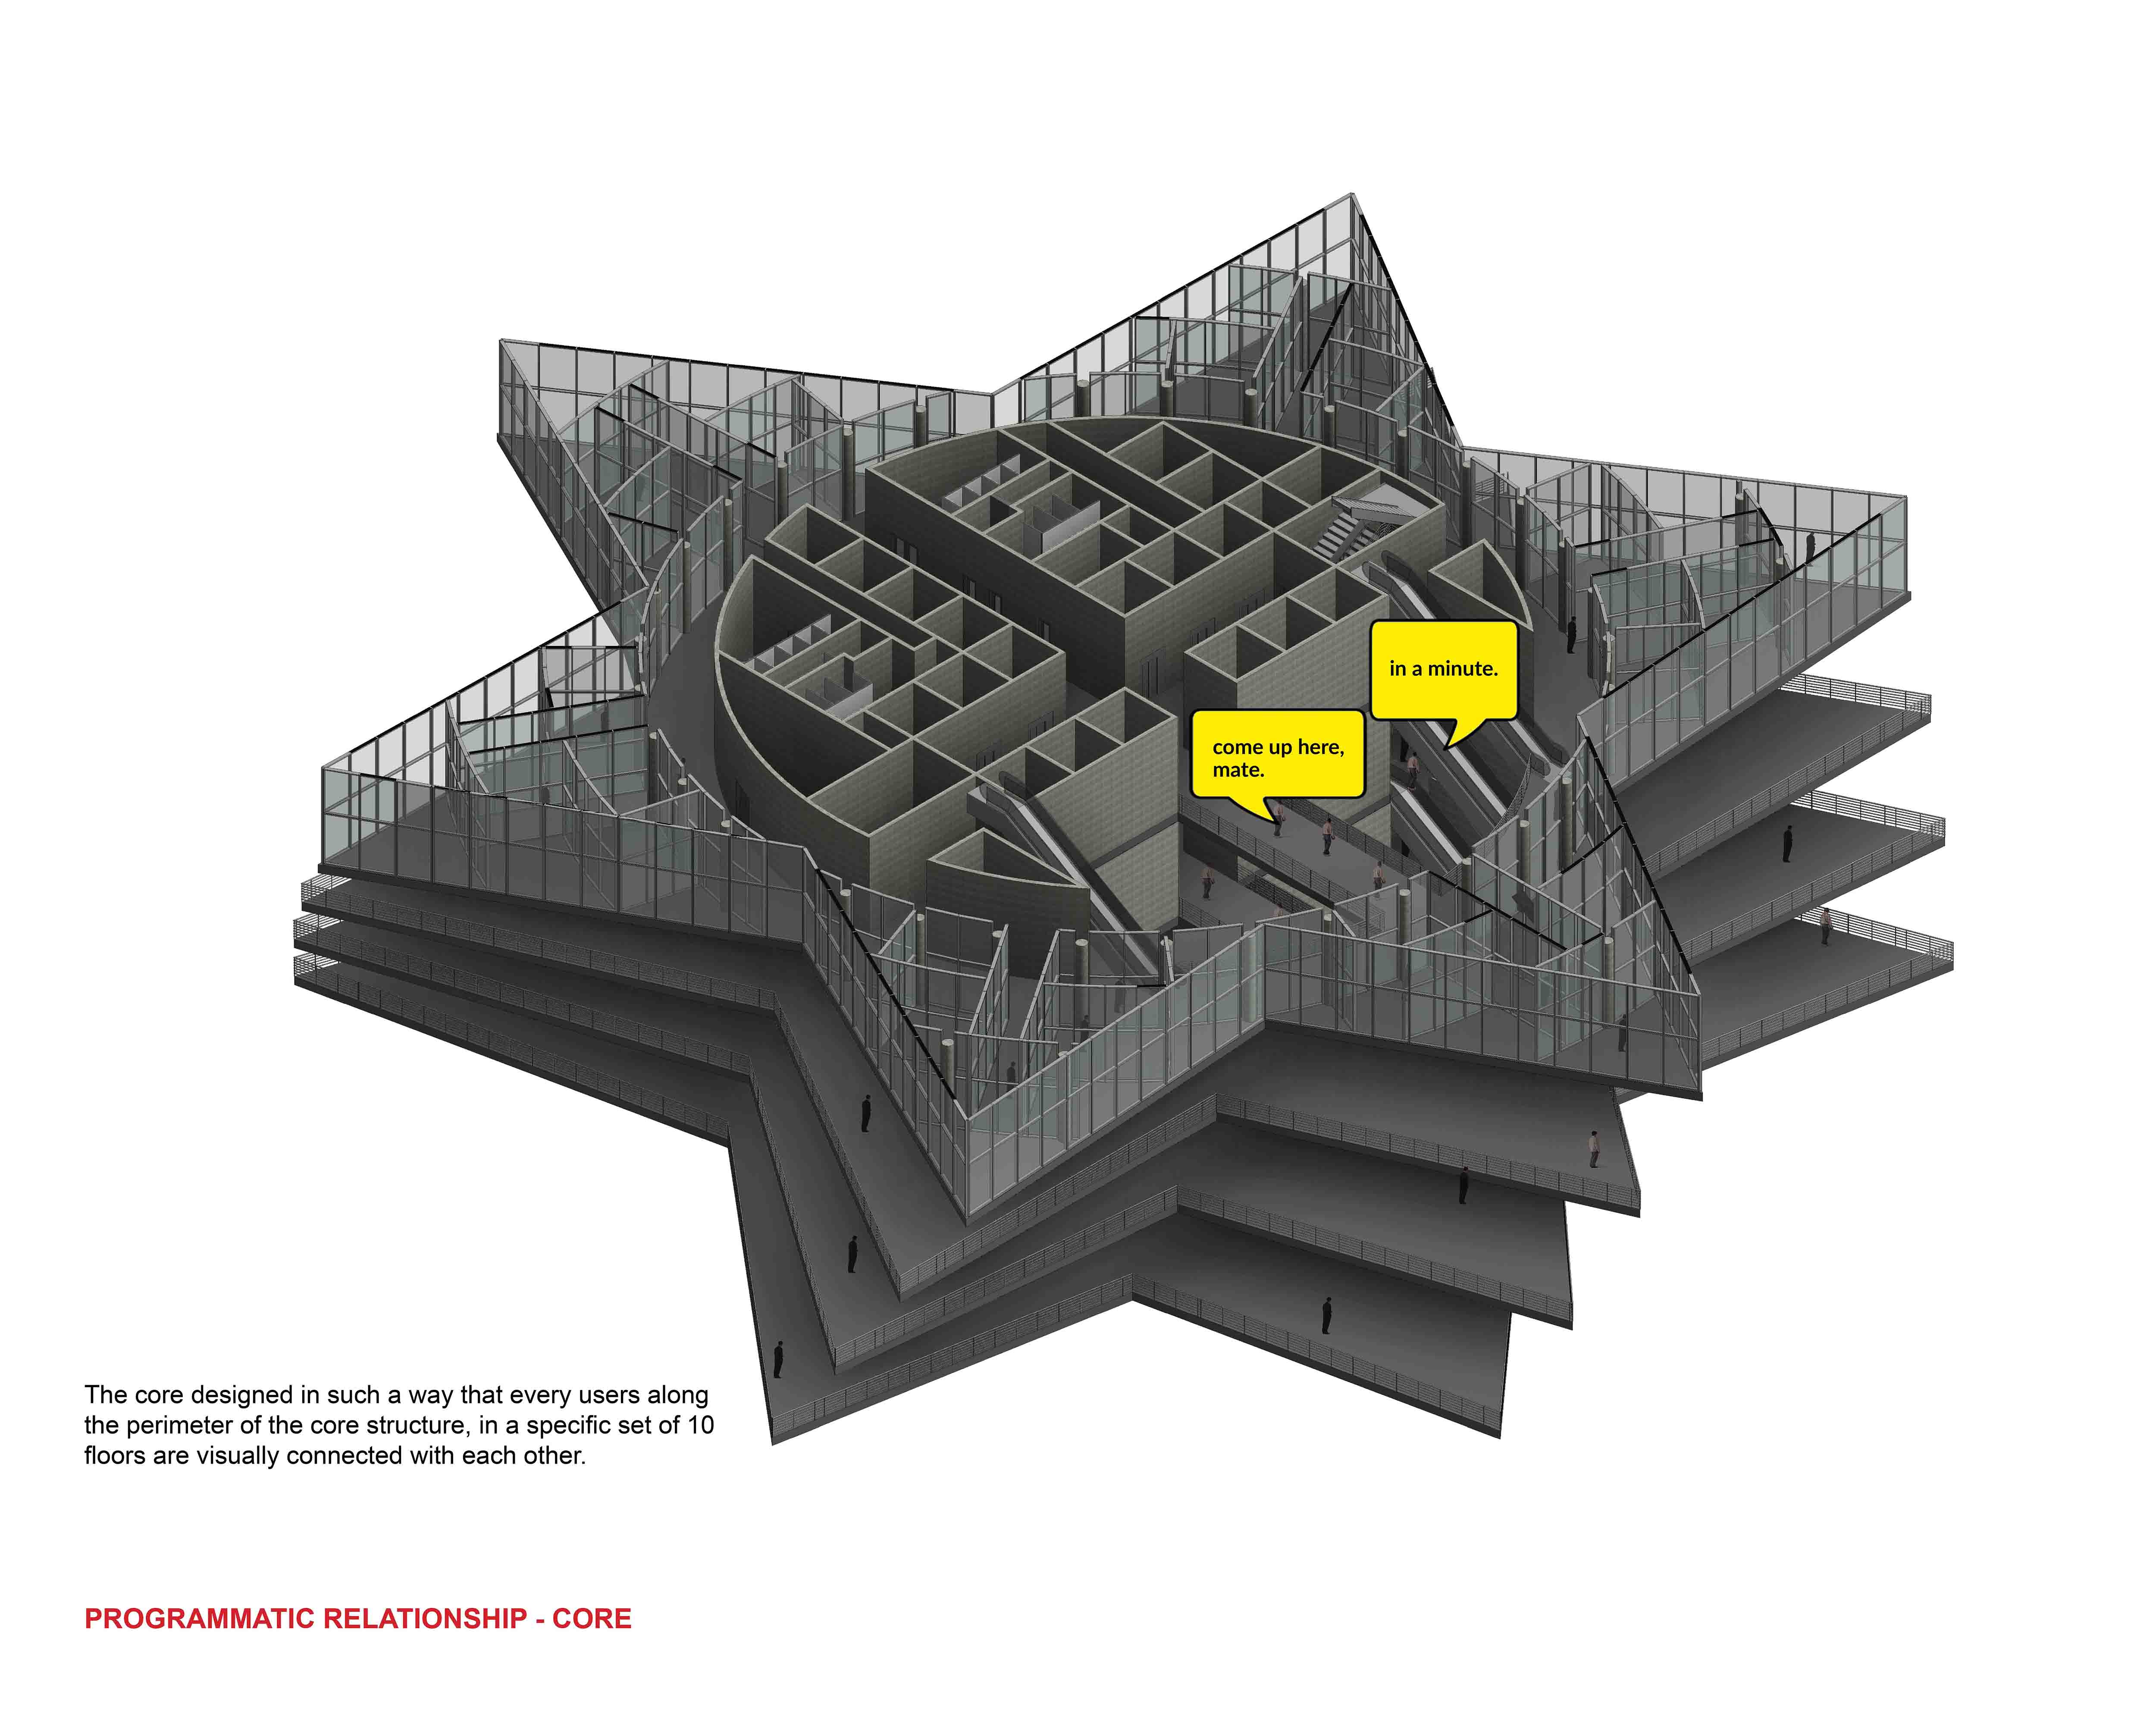 in a minute.
come up here,
mate.
The core designed in such a way that every users along
the perimeter of the core structure, in a specific set of 10
floors are visually connected with each other.
PROGRAMMATIC RELATIONSHIP - CORE